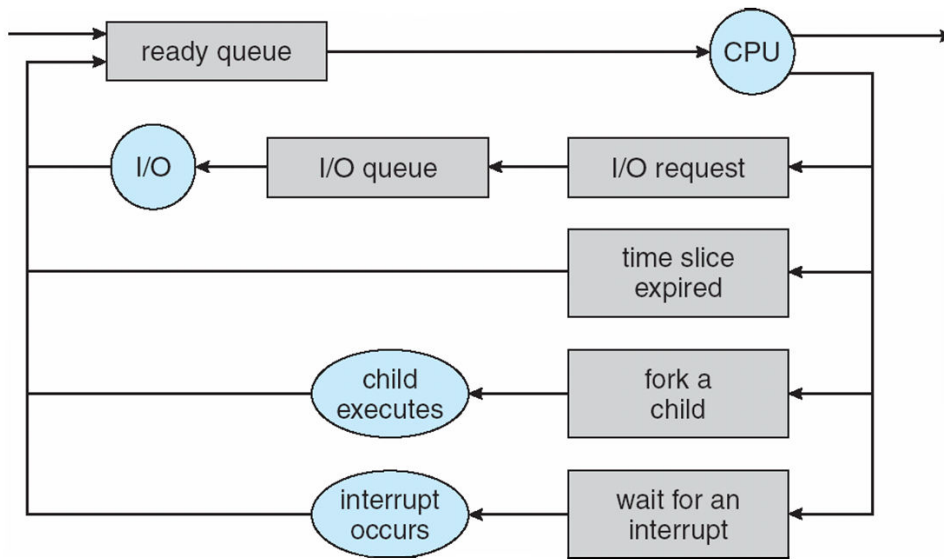 ready queue
CPU
I/O
I/O queue
I/O request
time slice
expired
child
executes
fork a
child
interrupt
occurs
wait for an
interrupt